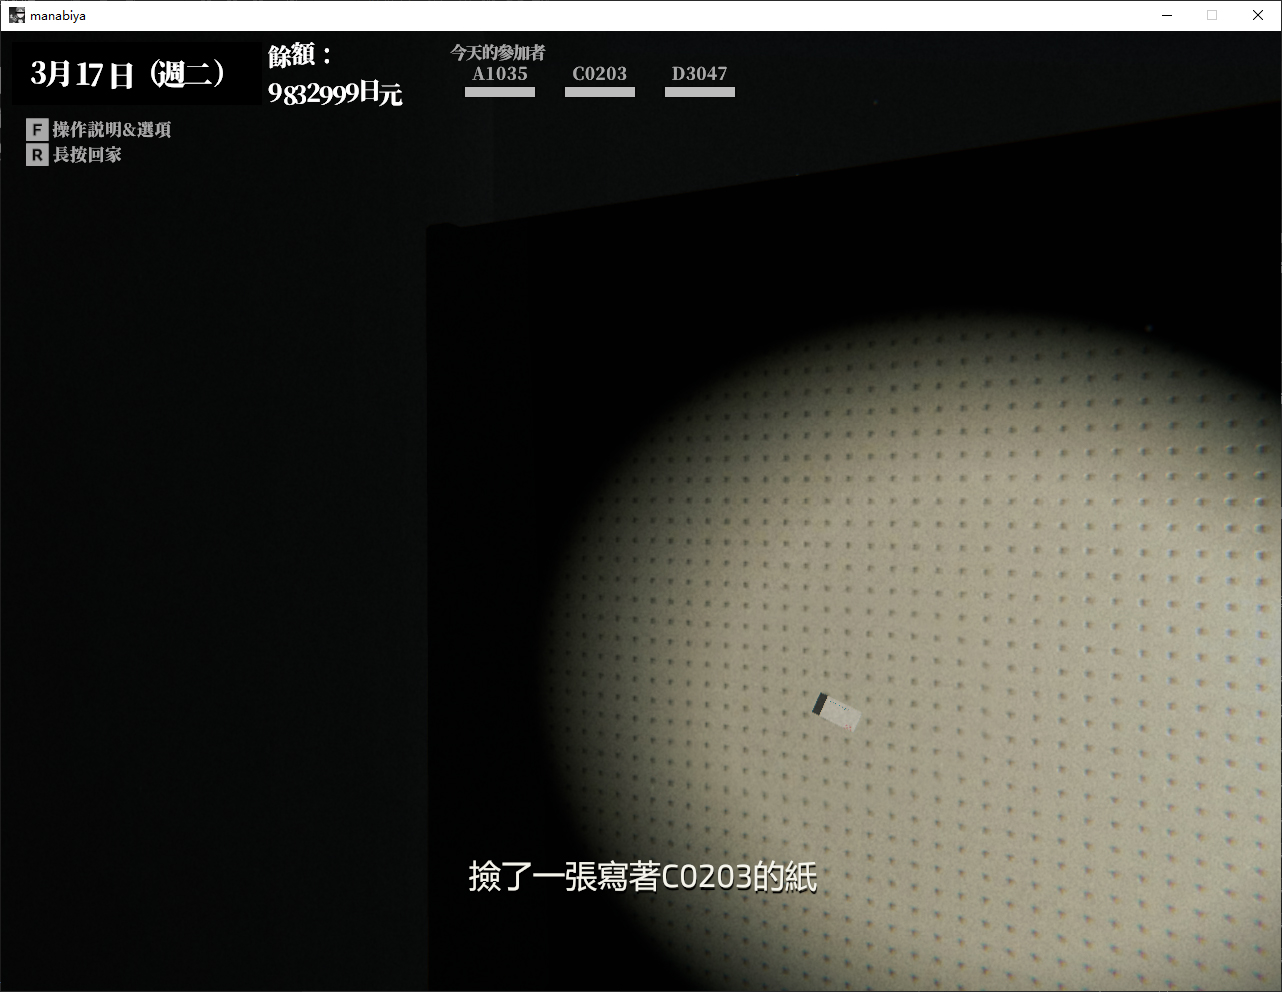 manabiya
3月17日（週二）
餘額：
9832999日元
今天的參加者
A1035
C0203
D3047
F 操作説明&選項
R 長按回家
撿了一張寫著C0203的紙